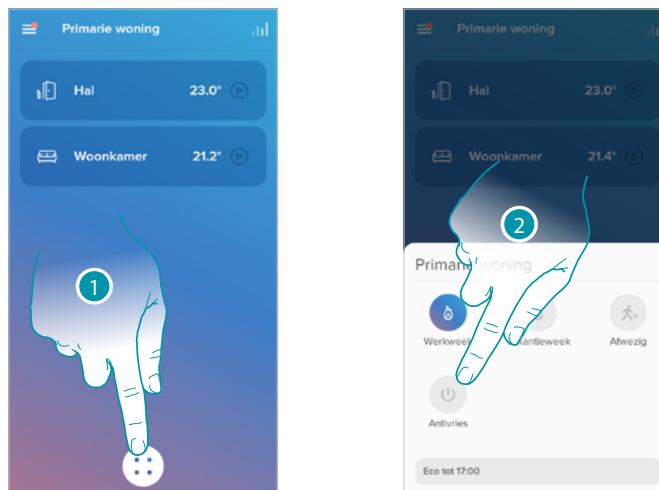 Primarie woning
Hal 23.0°
Woonkamer 21.2°
1
Primarie woning
Hal 23.0°
Woonkamer 21.4°
2
Primarie woning
Werkweek Vakantieweek Afwezig
Antivries
Eco tot 17:00